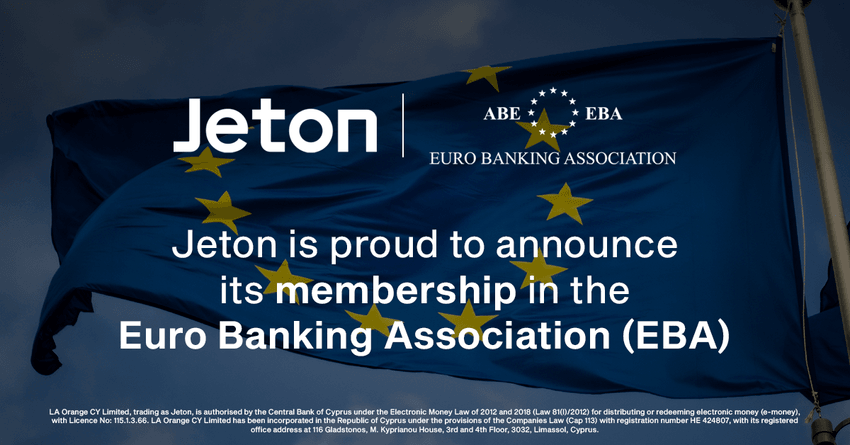 Jeton
ABE EBA
EURO BANKING ASSOCIATION
Jeton is proud to announce
its membership in the
Euro Banking Association (EBA)
LA Orange CY Limited, trading as Jeton, is authorised by the Central Bank of Cyprus under the Electronic Money Law of 2012 and 2018 (Law 81(I)/2012) for distributing or redeeming electronic money (e-money),
with Licence No: 115.1.3.66. LA Orange CY Limited has been incorporated in the Republic of Cyprus under the provisions of the Companies Law (Cap 113) with registration number HE 424807, with its registered
office address at 116 Gladstonos, M. Kyprianou House, 3rd and 4th Floor, 3032, Limassol, Cyprus.